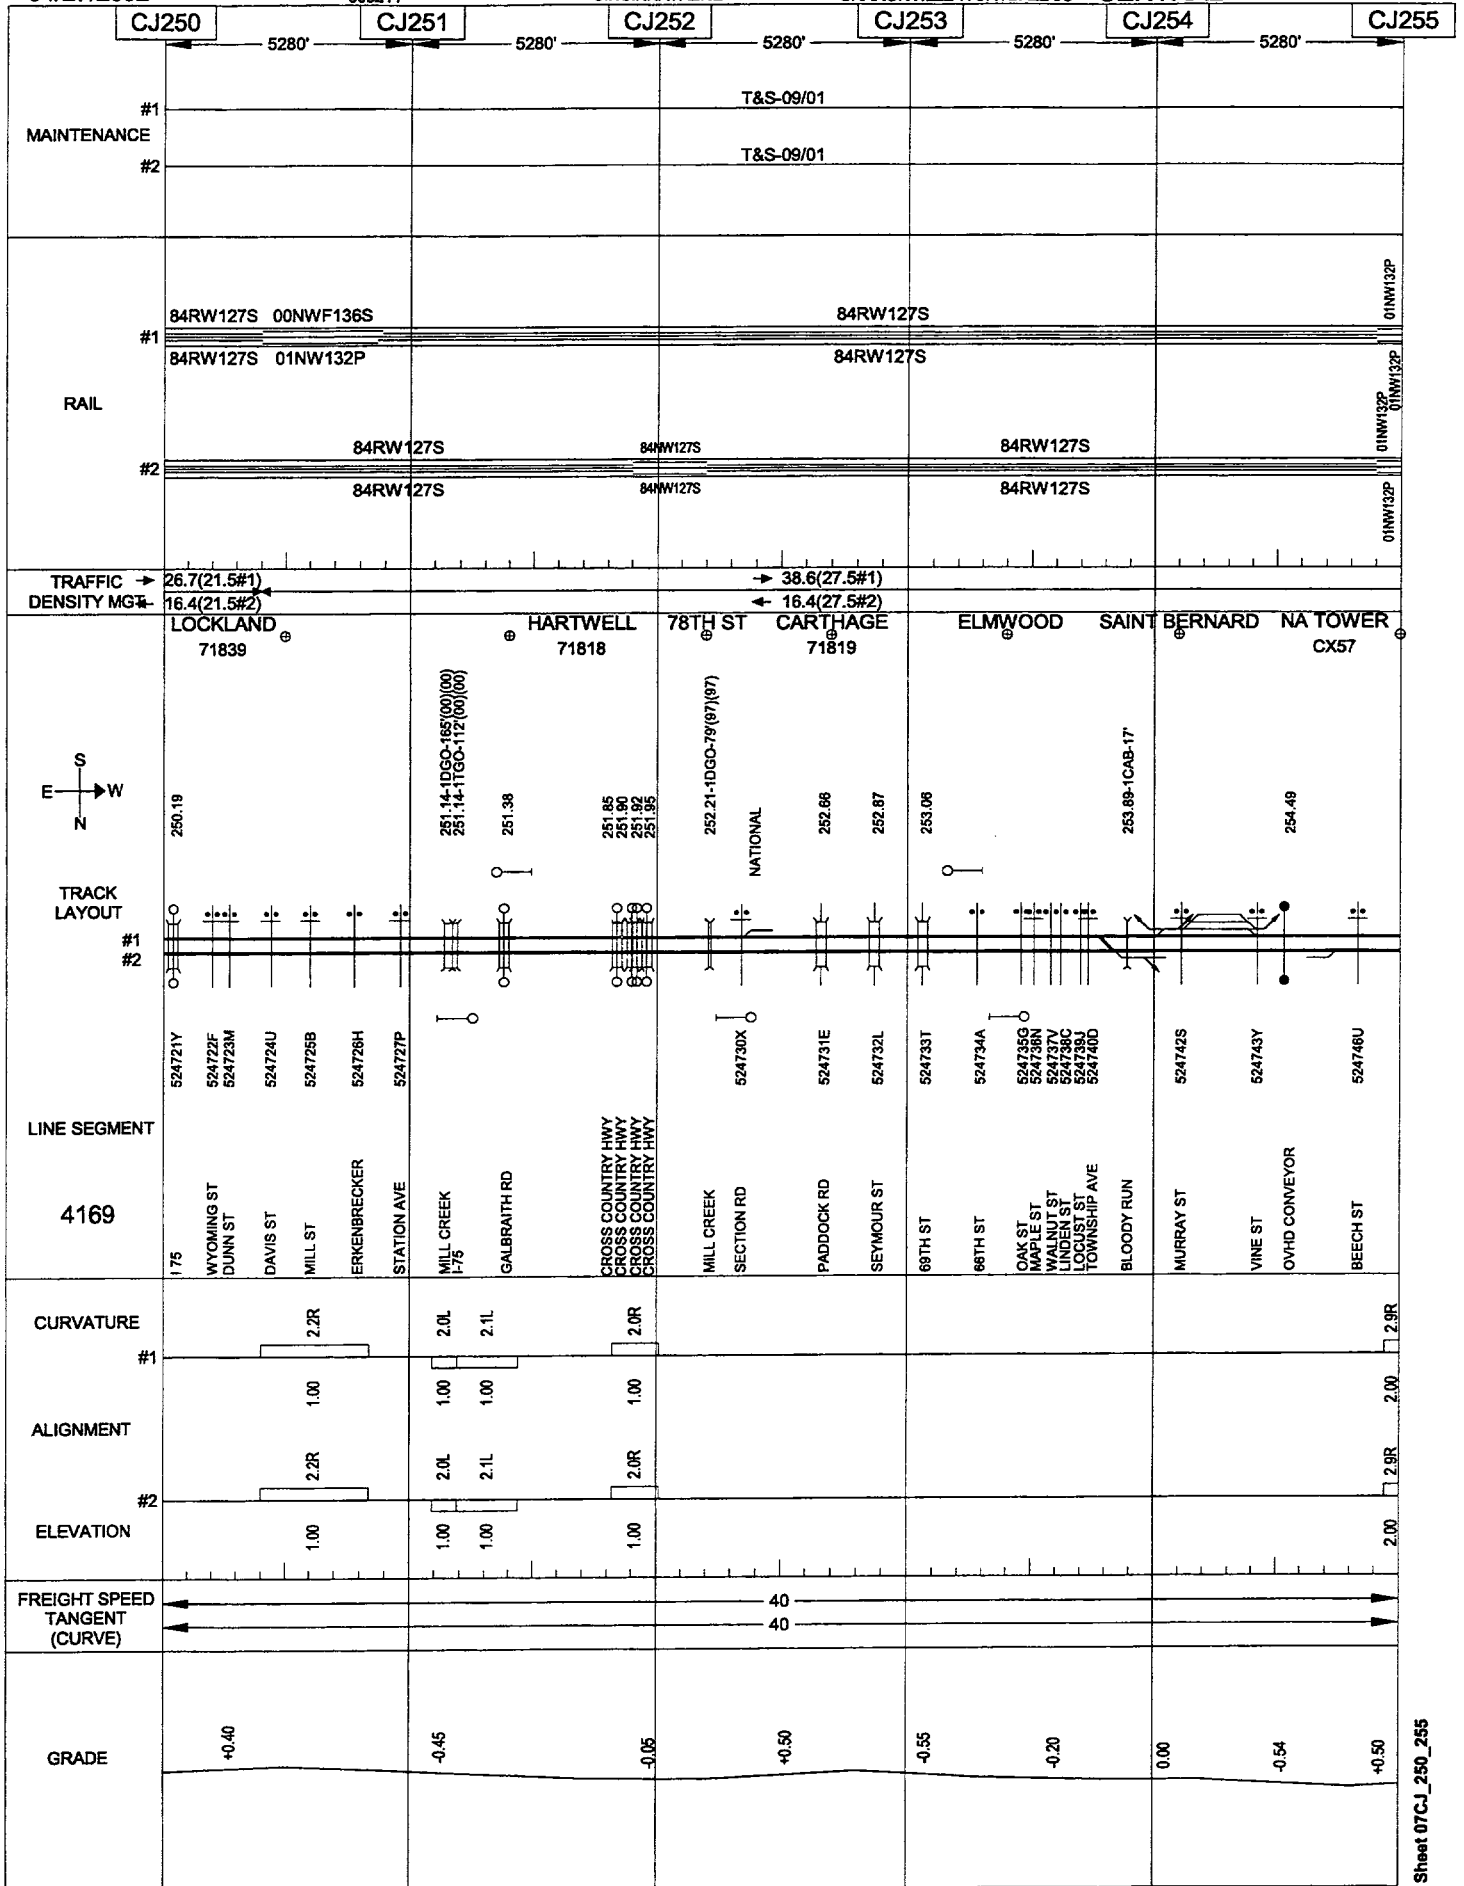 CJ250 CJ251 CJ252 CJ253 CJ254 CJ255
5280' 5280' 5280' 5280' 5280'
MAINTENANCE
#1
T&S-09/01
#2
T&S-09/01
RAIL
#1
84RW127S 00NWF136S 84RW127S 01NW132P
84RW127S 01NW132P 84RW127S 01NW132P
#2
84RW127S 84NW127S 84RW127S 01NW132P
84RW127S 84NW127S 84RW127S 01NW132P
TRAFFIC 26.7(21.5#1) 38.6(27.5#1)
DENSITY MGT 16.4(21.5#2) 16.4(27.5#2)
LOCKLAND HARTWELL 78TH ST CARTHAGE ELMWOOD SAINT BERNARD NA TOWER
71839 71818 71819 CX57
S
E W
N
250.19
251.14-1DGO-165'(00)(00)
251.14-1TGO-112'(00)(00)
251.38
251.85
251.90
251.92
251.95
252.21-1DGO-79'(97)(97)
NATIONAL
252.66
252.87
253.06
253.89-1CAB-17'
254.49
TRACK
LAYOUT
#1
#2
524721Y
524722F
524723M
524724U
524725B
524726H
524727P
524730X
524731E
524732L
524733T
524734A
524735G
524736N
524737V
524738C
524739J
524740D
524742S
524743Y
524746U
LINE SEGMENT
4169
I 75
WYOMING ST
DUNN ST
DAVIS ST
MILL ST
ERKENBRECKER
STATION AVE
MILL CREEK
I-75
GALBRAITH RD
CROSS COUNTRY HWY
CROSS COUNTRY HWY
CROSS COUNTRY HWY
CROSS COUNTRY HWY
MILL CREEK
SECTION RD
PADDOCK RD
SEYMOUR ST
69TH ST
66TH ST
OAK ST
MAPLE ST
WALNUT ST
LINDEN ST
LOCUST ST
TOWNSHIP AVE
BLOODY RUN
MURRAY ST
VINE ST
OVHD CONVEYOR
BEECH ST
CURVATURE
#1
2.2R 2.0L 2.1L 2.0R 2.9R
1.00 1.00 1.00 1.00 2.00
ALIGNMENT
#2
2.2R 2.0L 2.1L 2.0R 2.9R
ELEVATION
1.00 1.00 1.00 1.00 2.00
FREIGHT SPEED
TANGENT
(CURVE)
40
40
GRADE
+0.40 -0.45 -0.05 +0.50 -0.55 -0.20 0.00 -0.54 +0.50
Sheet 07CJ_250_255